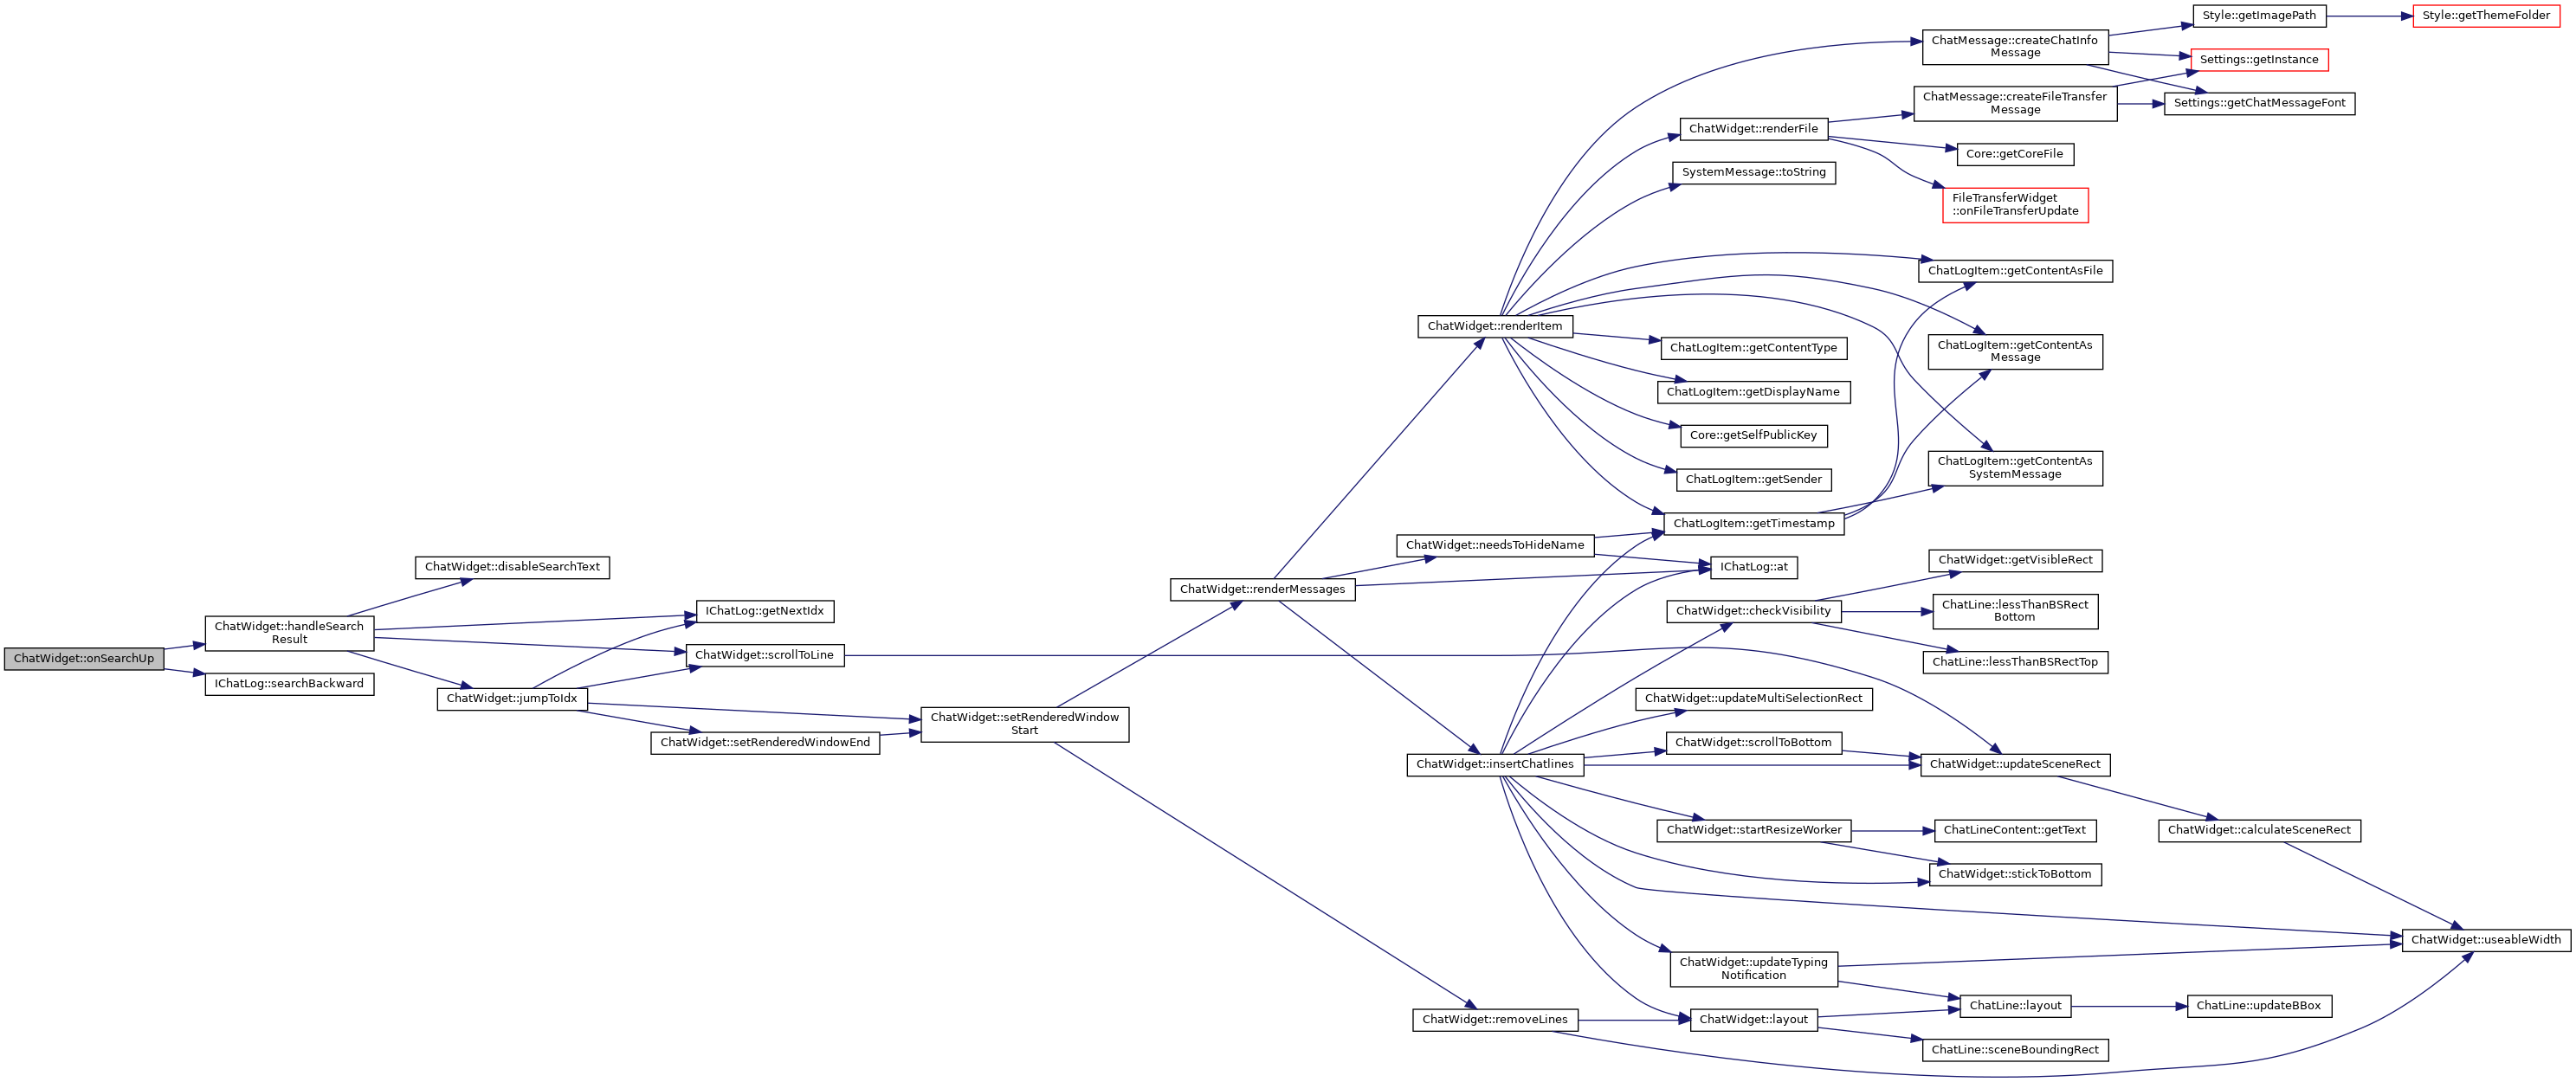 ChatWidget::onSearchUp
ChatWidget::handleSearch
Result
IChatLog::searchBackward
ChatWidget::disableSearchText
ChatWidget::jumpToIdx
IChatLog::getNextIdx
ChatWidget::scrollToLine
ChatWidget::setRenderedWindowEnd
ChatWidget::setRenderedWindow
Start
ChatWidget::renderMessages
ChatWidget::renderItem
ChatWidget::needsToHideName
ChatWidget::insertChatlines
ChatWidget::removeLines
ChatWidget::renderFile
SystemMessage::toString
ChatLogItem::getContentType
ChatLogItem::getDisplayName
Core::getSelfPublicKey
ChatLogItem::getSender
ChatLogItem::getTimestamp
IChatLog::at
ChatWidget::checkVisibility
ChatWidget::updateMultiSelectionRect
ChatWidget::scrollToBottom
ChatWidget::startResizeWorker
ChatWidget::updateTyping
Notification
ChatWidget::layout
ChatMessage::createChatInfo
Message
ChatMessage::createFileTransfer
Message
Core::getCoreFile
FileTransferWidget
::onFileTransferUpdate
ChatLogItem::getContentAsFile
ChatLogItem::getContentAs
Message
ChatLogItem::getContentAs
SystemMessage
ChatWidget::getVisibleRect
ChatLine::lessThanBSRect
Bottom
ChatLine::lessThanBSRectTop
ChatWidget::updateSceneRect
ChatLineContent::getText
ChatWidget::stickToBottom
ChatLine::layout
ChatLine::sceneBoundingRect
Style::getImagePath
Settings::getInstance
Settings::getChatMessageFont
ChatWidget::calculateSceneRect
ChatLine::updateBBox
Style::getThemeFolder
ChatWidget::useableWidth